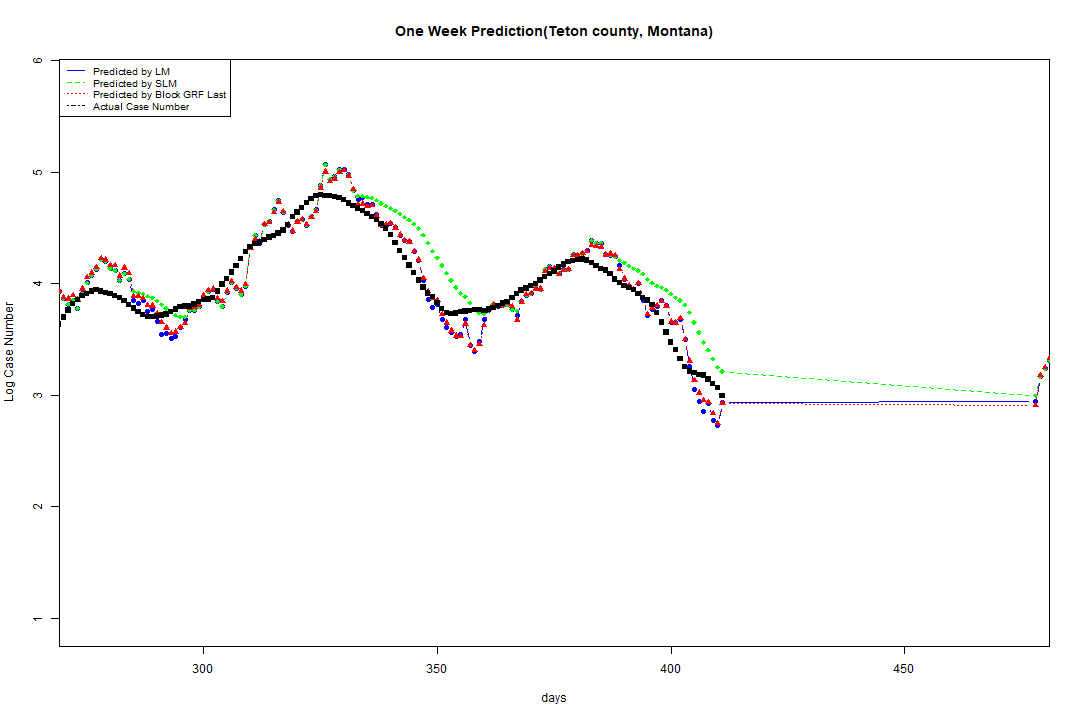 One Week Prediction(Teton county, Montana)
Predicted by LM
Predicted by SLM
Predicted by Block GRF Last
Actual Case Number
Log Case Number
6
5
4
3
2
1
300 350 400 450
days